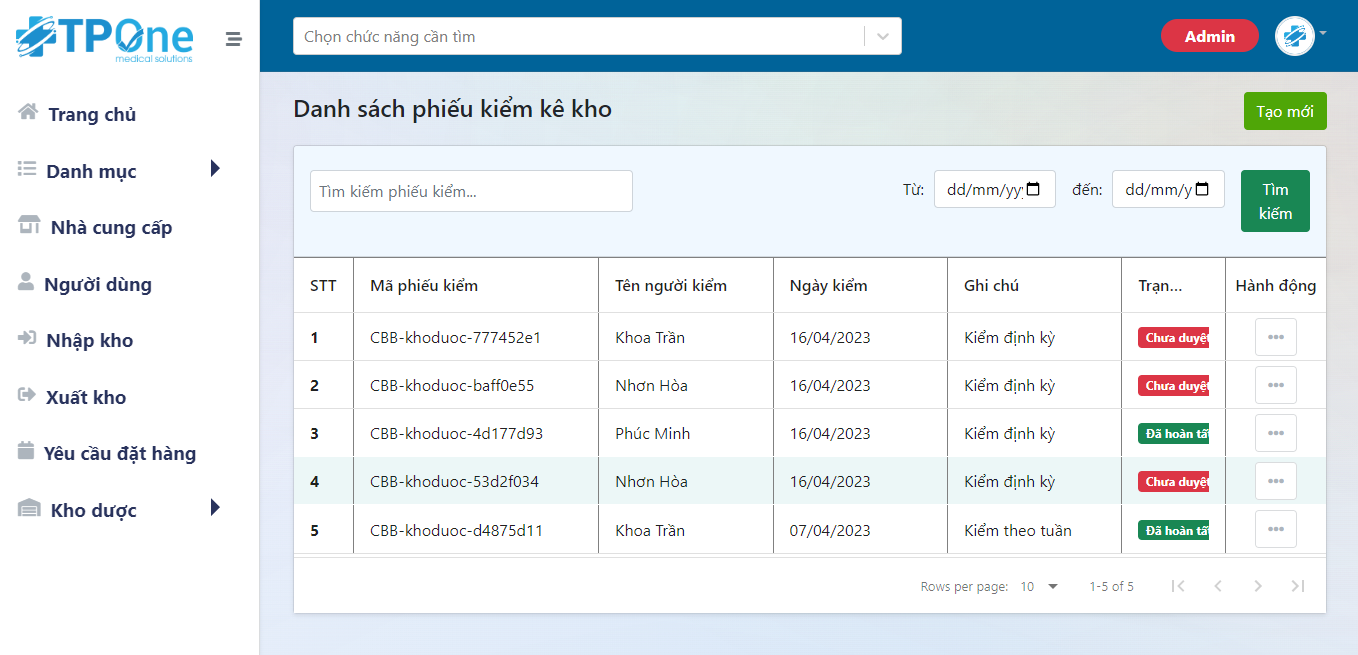 TPOne
medical solutions
Chọn chức năng cần tìm
Admin
Trang chủ
Danh mục
Nhà cung cấp
Người dùng
Nhập kho
Xuất kho
Yêu cầu đặt hàng
Kho dược
Danh sách phiếu kiểm kê kho
Tạo mới
Tìm kiếm phiếu kiểm...
Từ: dd/mm/yy đến: dd/mm/y
Tìm
kiếm
STT Mã phiếu kiểm Tên người kiểm Ngày kiểm Ghi chú Trạn... Hành động
1 CBB-khoduoc-777452e1 Khoa Trần 16/04/2023 Kiểm định kỳ Chưa duyệt
2 CBB-khoduoc-baff0e55 Nhơn Hòa 16/04/2023 Kiểm định kỳ Chưa duyệt
3 CBB-khoduoc-4d177d93 Phúc Minh 16/04/2023 Kiểm định kỳ Đã hoàn tất
4 CBB-khoduoc-53d2f034 Nhơn Hòa 16/04/2023 Kiểm định kỳ Chưa duyệt
5 CBB-khoduoc-d4875d11 Khoa Trần 07/04/2023 Kiểm theo tuần Đã hoàn tất
Rows per page: 10 1-5 of 5